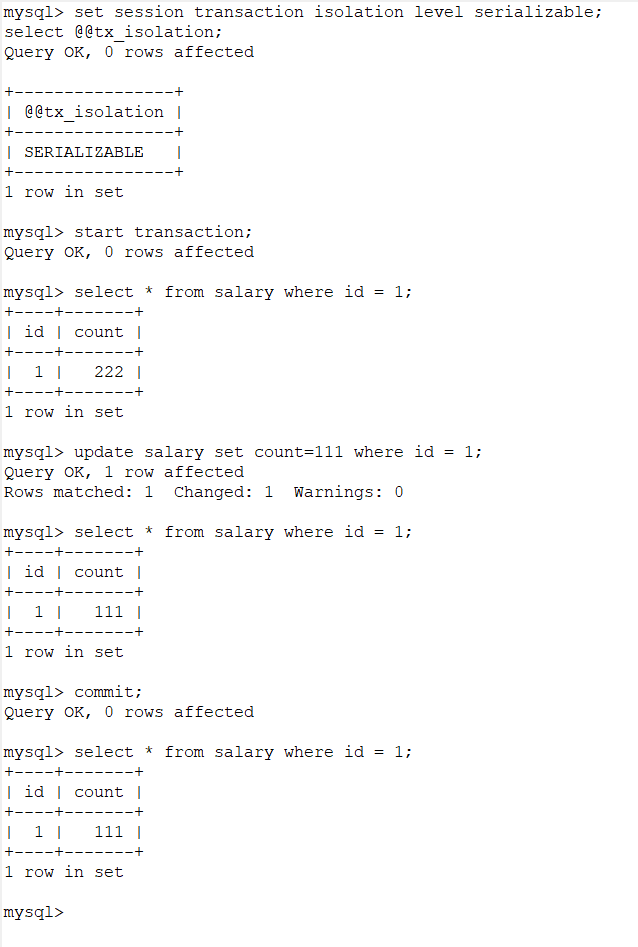 mysql> set session transaction isolation level serializable;
select @@tx_isolation;
Query OK, 0 rows affected

+----------------+
| @@tx_isolation |
+----------------+
| SERIALIZABLE   |
+----------------+
1 row in set

mysql> start transaction;
Query OK, 0 rows affected

mysql> select * from salary where id = 1;
+----+-------+
| id | count |
+----+-------+
|  1 |   222 |
+----+-------+
1 row in set

mysql> update salary set count=111 where id = 1;
Query OK, 1 row affected
Rows matched: 1  Changed: 1  Warnings: 0

mysql> select * from salary where id = 1;
+----+-------+
| id | count |
+----+-------+
|  1 |   111 |
+----+-------+
1 row in set

mysql> commit;
Query OK, 0 rows affected

mysql> select * from salary where id = 1;
+----+-------+
| id | count |
+----+-------+
|  1 |   111 |
+----+-------+
1 row in set

mysql>